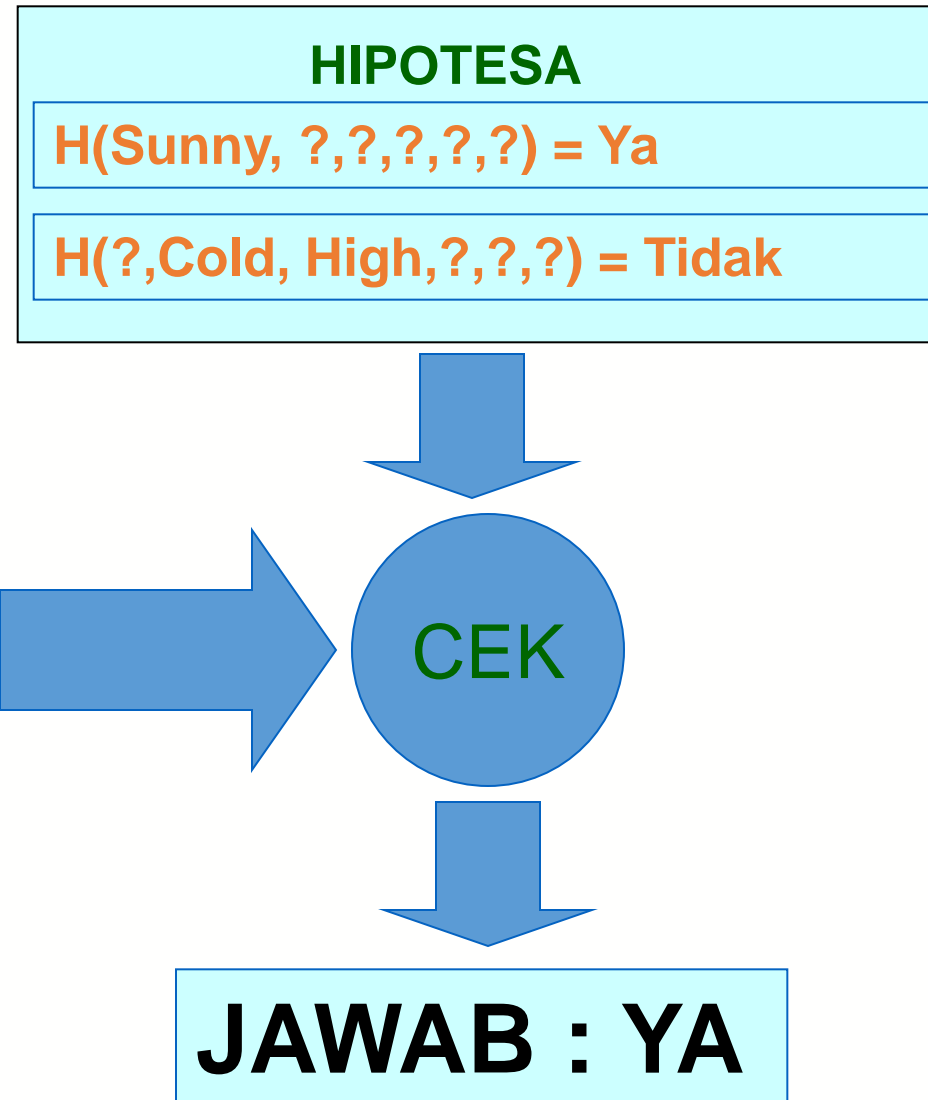 HIPOTESA
H(Sunny, ?,?,?,?,?) = Ya
H(?,Cold, High,?,?,?) = Tidak
CEK
JAWAB : YA